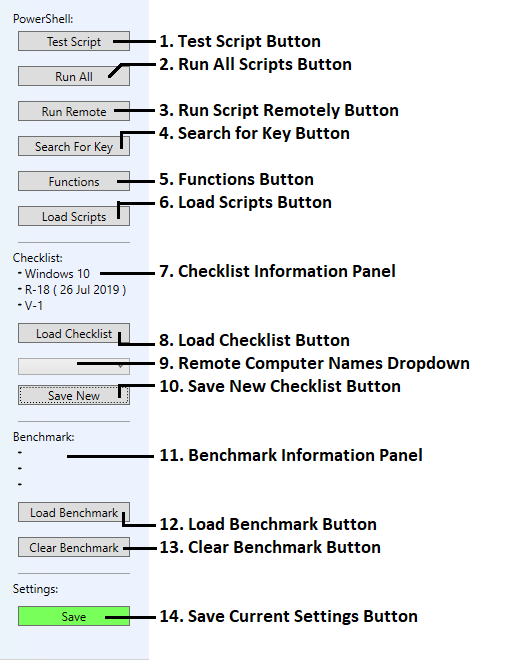 PowerShell:
Test Script
1. Test Script Button
2. Run All Scripts Button
Run All
Run Remote
3. Run Script Remotely Button
4. Search for Key Button
Search For Key
Functions
5. Functions Button
6. Load Scripts Button
Load Scripts
Checklist:
- Windows 10
7. Checklist Information Panel
- R-18 ( 26 Jul 2019 )
- V-1
Load Checklist
8. Load Checklist Button
9. Remote Computer Names Dropdown
10. Save New Checklist Button
Save New
Benchmark:
-
11. Benchmark Information Panel
-
-
Load Benchmark
12. Load Benchmark Button
Clear Benchmark
13. Clear Benchmark Button
Settings:
Save
14. Save Current Settings Button